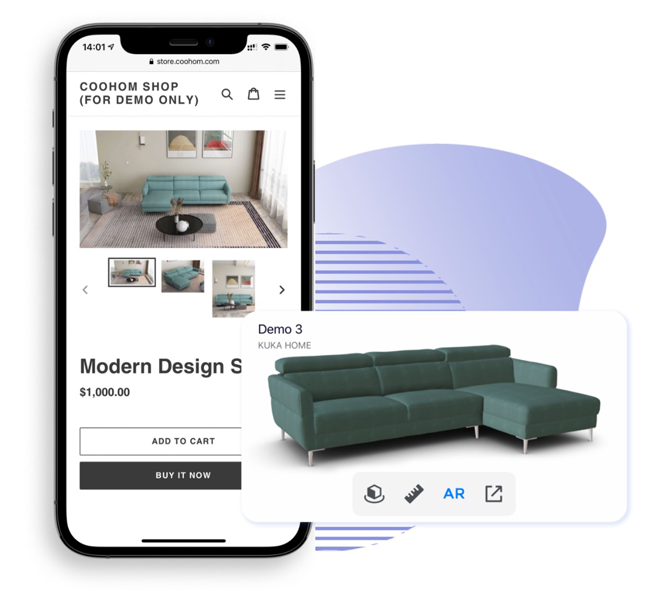 14:01
store.coohom.com
COOHOM SHOP
(FOR DEMO ONLY)
Modern Design S
$1,000.00
ADD TO CART
BUY IT NOW
Demo 3
KUKA HOME
AR